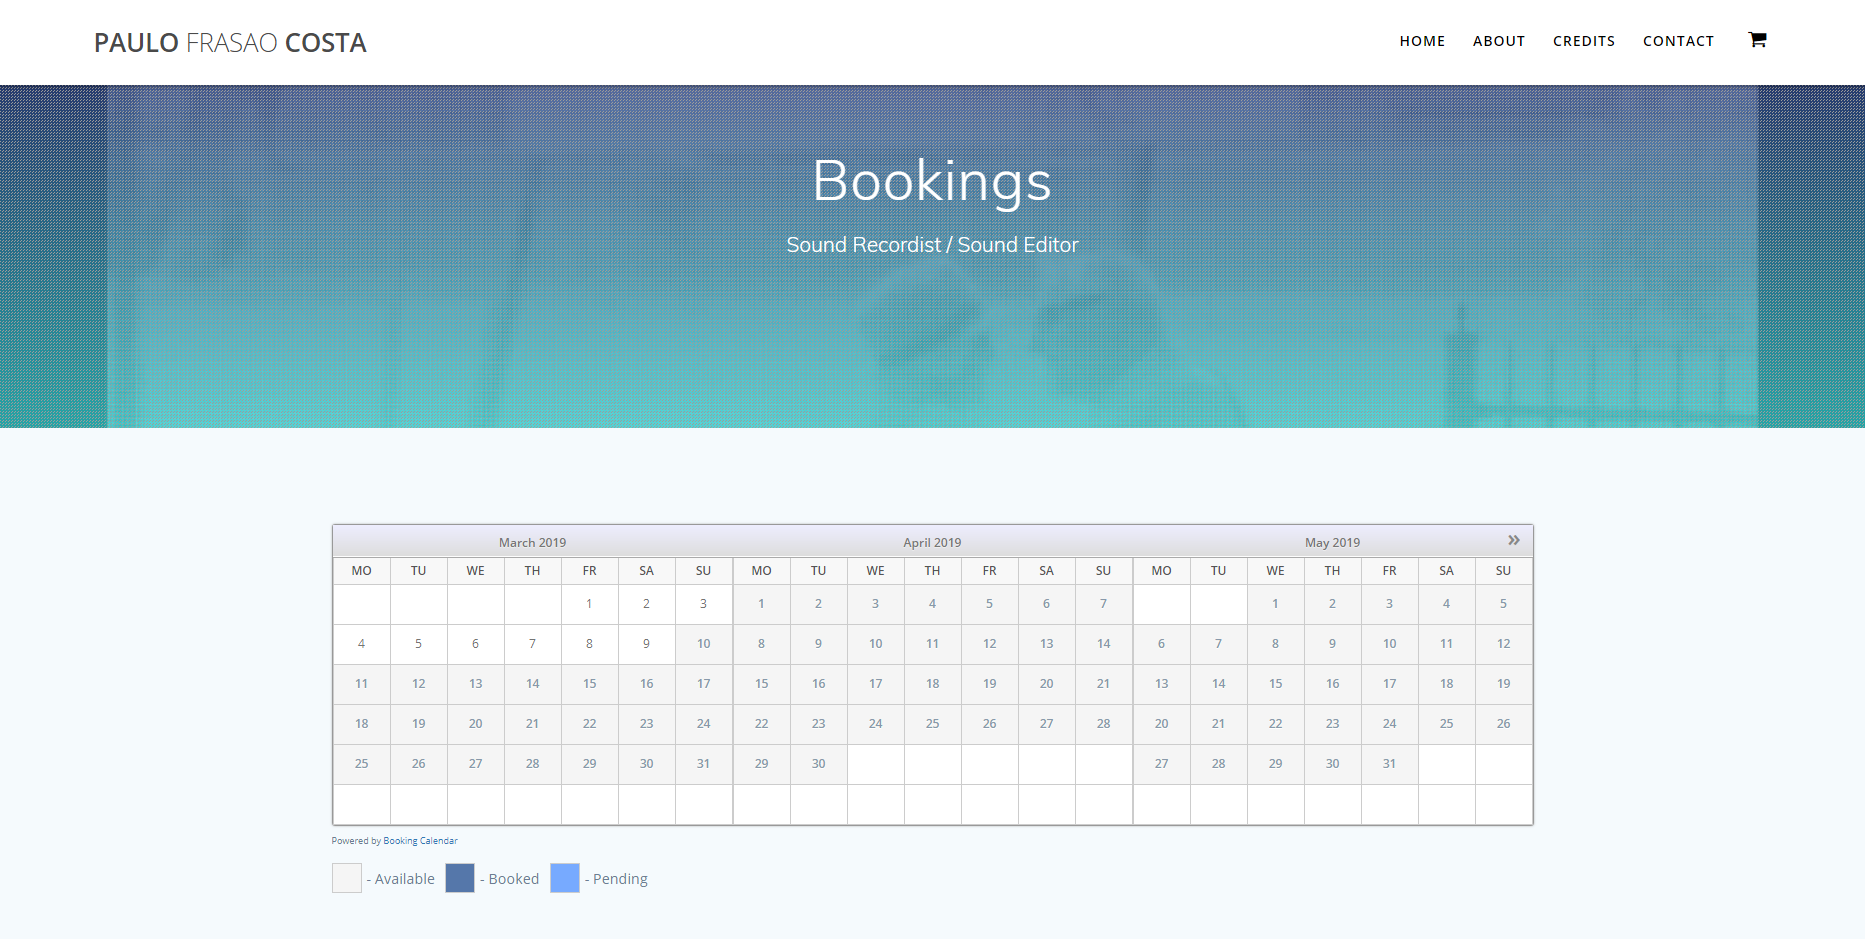 PAULO FRASAO COSTA
HOME ABOUT CREDITS CONTACT
Bookings
Sound Recordist / Sound Editor
March 2019 April 2019 May 2019 »
MO TU WE TH FR SA SU MO TU WE TH FR SA SU MO TU WE TH FR SA SU
1 2 3 1 2 3 4 5 6 7 1 2 3 4 5
4 5 6 7 8 9 10 8 9 10 11 12 13 14 6 7 8 9 10 11 12
11 12 13 14 15 16 17 15 16 17 18 19 20 21 13 14 15 16 17 18 19
18 19 20 21 22 23 24 22 23 24 25 26 27 28 20 21 22 23 24 25 26
25 26 27 28 29 30 31 29 30 27 28 29 30 31
Powered by Booking Calendar
- Available - Booked - Pending